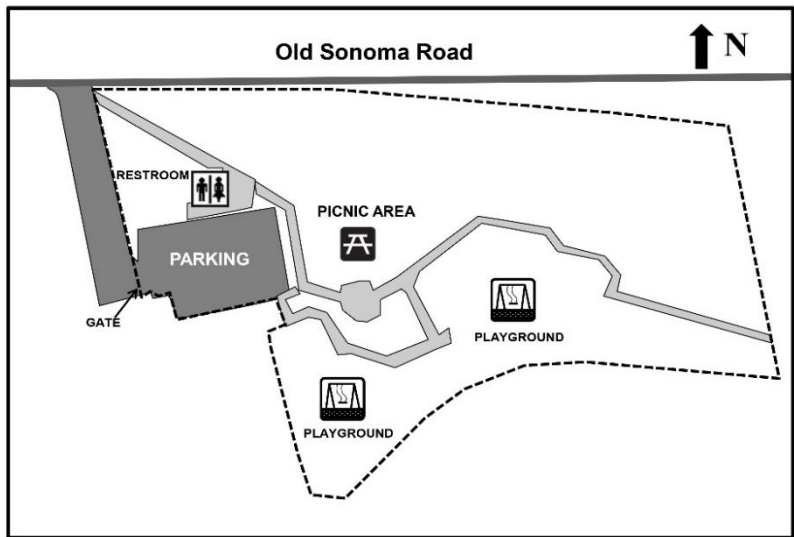 Old Sonoma Road
N
RESTROOM
PICNIC AREA
PARKING
GATE
PLAYGROUND
PLAYGROUND